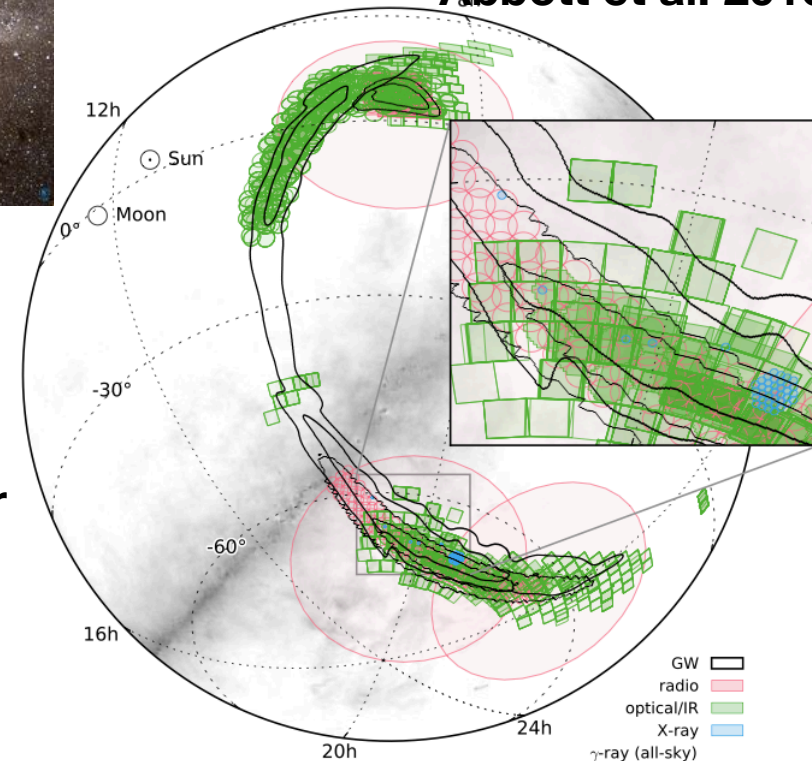 12h
Sun
Moon
0°
-30°
-60°
16h
20h
24h
GW
radio
optical/IR
X-ray
γ-ray (all-sky)